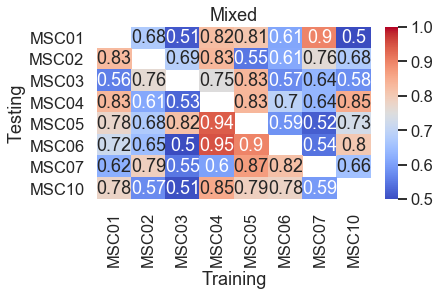 Mixed
MSC01 0.68 0.51 0.82 0.81 0.61 0.9 0.5
MSC02 0.83 0.69 0.83 0.55 0.61 0.76 0.68
MSC03 0.56 0.76 0.75 0.83 0.57 0.64 0.58
MSC04 0.83 0.61 0.53 0.83 0.7 0.64 0.85
MSC05 0.78 0.68 0.82 0.94 0.59 0.52 0.73
MSC06 0.72 0.65 0.5 0.95 0.9 0.54 0.8
MSC07 0.62 0.79 0.55 0.6 0.87 0.82 0.66
MSC10 0.78 0.57 0.51 0.85 0.79 0.78 0.59
MSC01 MSC02 MSC03 MSC04 MSC05 MSC06 MSC07 MSC10
Training
Testing
1.0
0.9
0.8
0.7
0.6
0.5